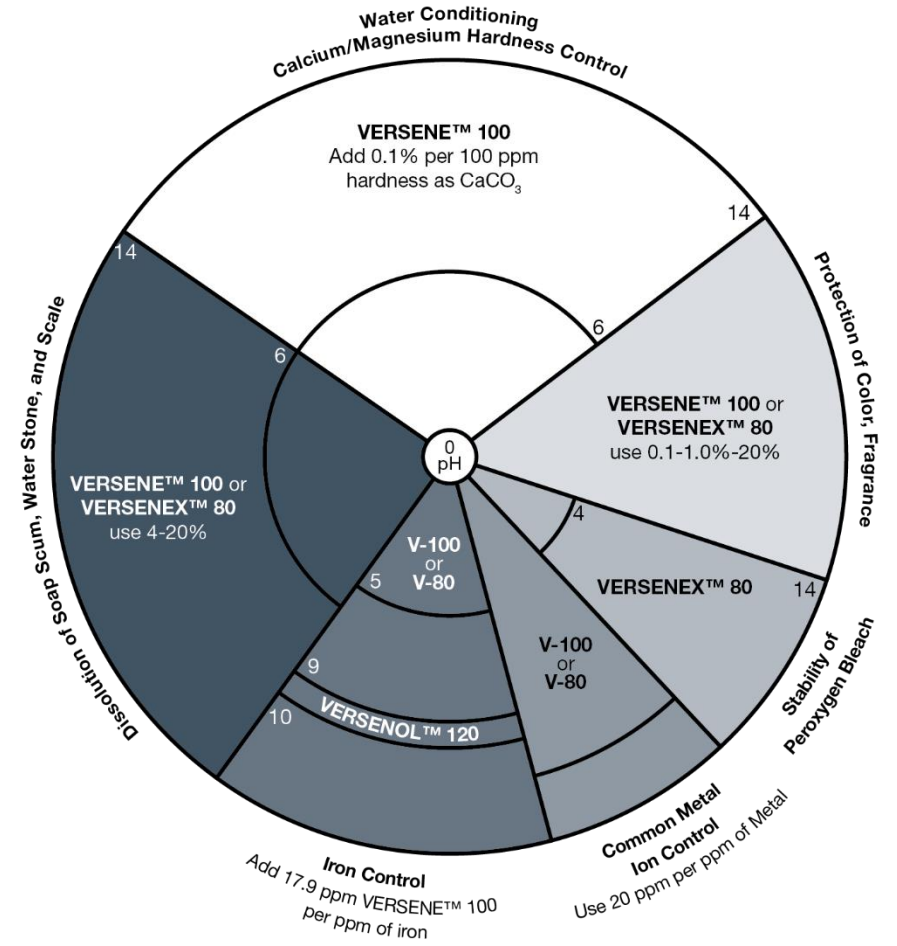 Water Conditioning
Calcium/Magnesium Hardness Control
VERSENE™ 100
Add 0.1% per 100 ppm
hardness as CaCO₃
14
6
Protection of Color, Fragrance
VERSENE™ 100 or
VERSENEX™ 80
use 0.1-1.0%-20%
0
pH
4
VERSENEX™ 80
14
Stability of
Peroxygen Bleach
V-100
or
V-80
Common Metal
Ion Control
Use 20 ppm per ppm of Metal
V-100
or
V-80
5
9
VERSENOL™ 120
10
Iron Control
Add 17.9 ppm VERSENE™ 100
per ppm of iron
14
6
VERSENE™ 100 or
VERSENEX™ 80
use 4-20%
Dissolution of Soap Scum, Water Stone, and Scale